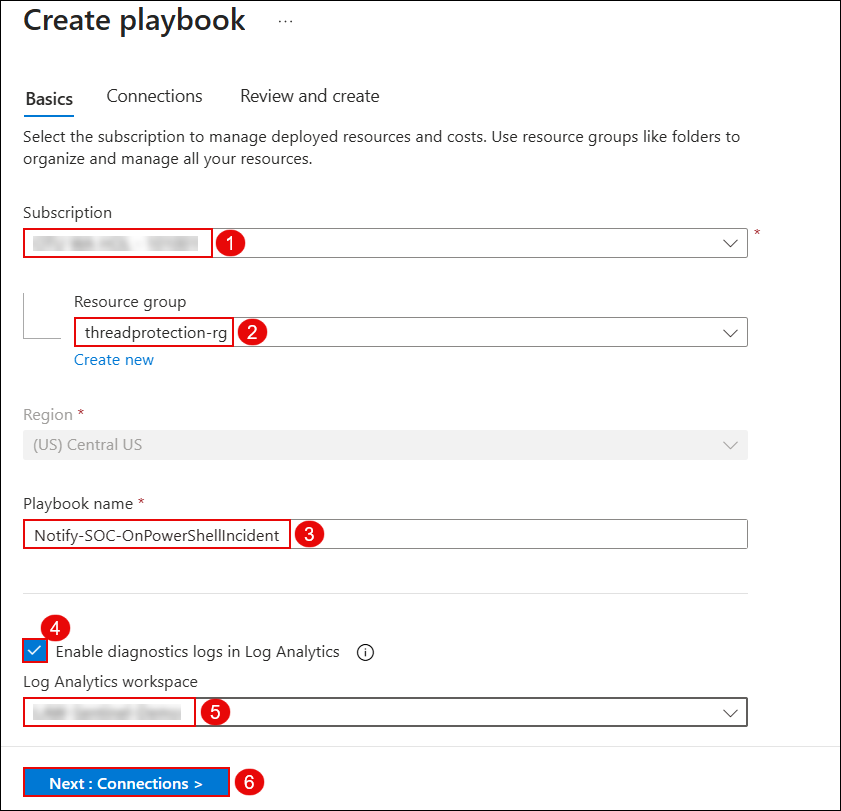 Create playbook ...
Basics Connections Review and create
Select the subscription to manage deployed resources and costs. Use resource groups like folders to
organize and manage all your resources.
Subscription
1 *
Resource group
threadprotection-rg 2
Create new
Region *
(US) Central US
Playbook name *
Notify-SOC-OnPowerShellIncident 3
4
Enable diagnostics logs in Log Analytics
Log Analytics workspace
5
Next : Connections > 6